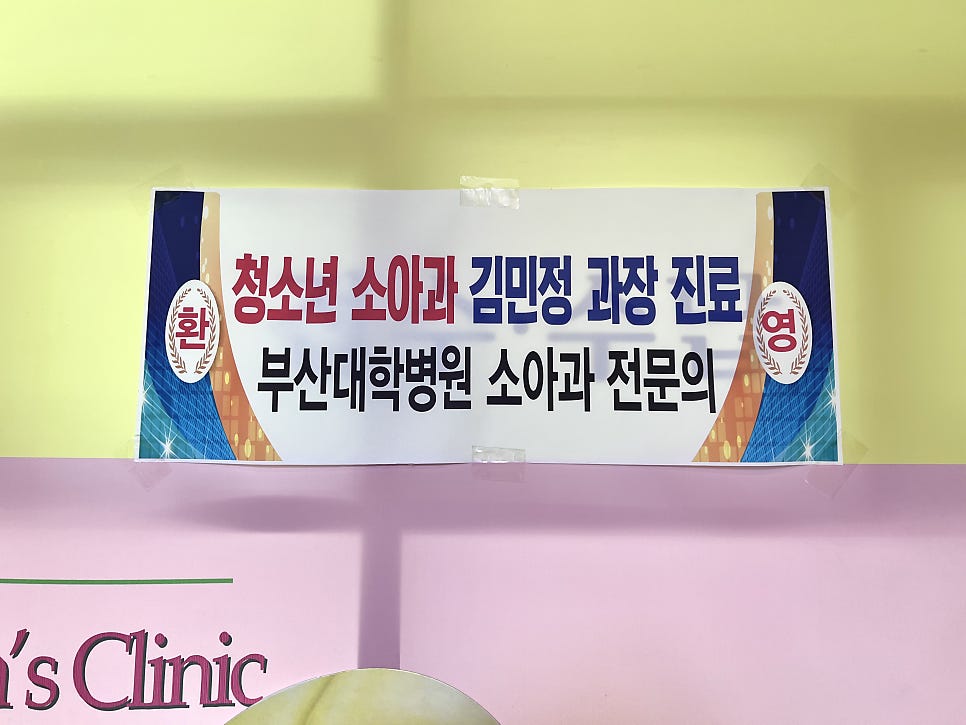 청소년 소아과 김민정 과장 진료
환 영
부산대학병원 소아과 전문의
's Clinic